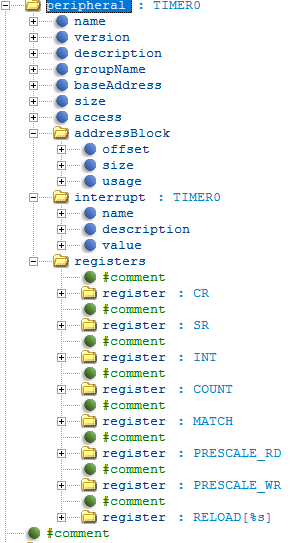 peripheral : TIMER0
name
version
description
groupName
baseAddress
size
access
addressBlock
offset
size
usage
interrupt : TIMER0
name
description
value
registers
#comment
register : CR
#comment
register : SR
#comment
register : INT
#comment
register : COUNT
#comment
register : MATCH
#comment
register : PRESCALE_RD
#comment
register : PRESCALE_WR
#comment
register : RELOAD[%s]
#comment